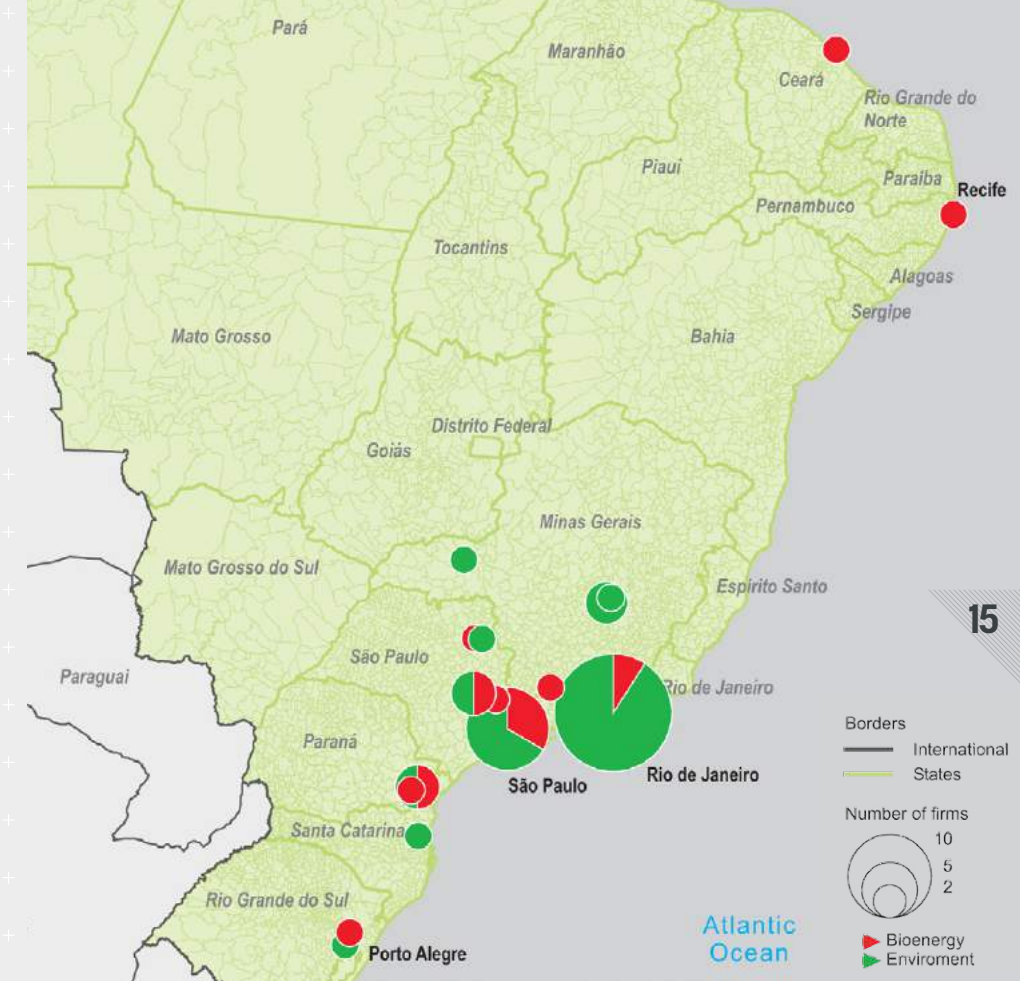 Pará
Maranhão
Ceará
Rio Grande do
Norte
Piaui
Paraiba
Recife
Pernambuco
Tocantins
Alagoas
Sergipe
Mato Grosso
Bahia
Distrito Federal
Goiás
Minas Gerais
Mato Grosso do Sul
Espirito Santo
15
São Paulo
Paraguai
Rio de Janeiro
Paraná
Rio de Janeiro
São Paulo
Santa Catarina
Rio Grande do Sul
Porto Alegre
Atlantic
Ocean
Borders
International
States
Number of firms
10
5
2
Bioenergy
Enviroment